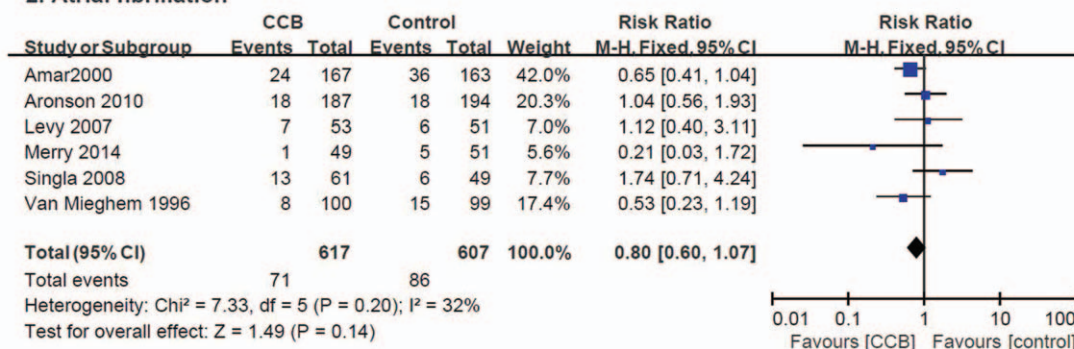 2. Atrial fibrillation
CCB Control Risk Ratio Risk Ratio
Study or Subgroup Events Total Events Total Weight M-H. Fixed. 95% CI M-H. Fixed. 95% CI
Amar2000 24 167 36 163 42.0% 0.65 [0.41, 1.04]
Aronson 2010 18 187 18 194 20.3% 1.04 [0.56, 1.93]
Levy 2007 7 53 6 51 7.0% 1.12 [0.40, 3.11]
Merry 2014 1 49 5 51 5.6% 0.21 [0.03, 1.72]
Singla 2008 13 61 6 49 7.7% 1.74 [0.71, 4.24]
Van Mieghem 1996 8 100 15 99 17.4% 0.53 [0.23, 1.19]
Total (95% CI) 617 607 100.0% 0.80 [0.60, 1.07]
Total events 71 86
Heterogeneity: Chi² = 7.33, df = 5 (P = 0.20); I² = 32%
Test for overall effect: Z = 1.49 (P = 0.14)
0.01 0.1 1 10 100
Favours [CCB] Favours [control]